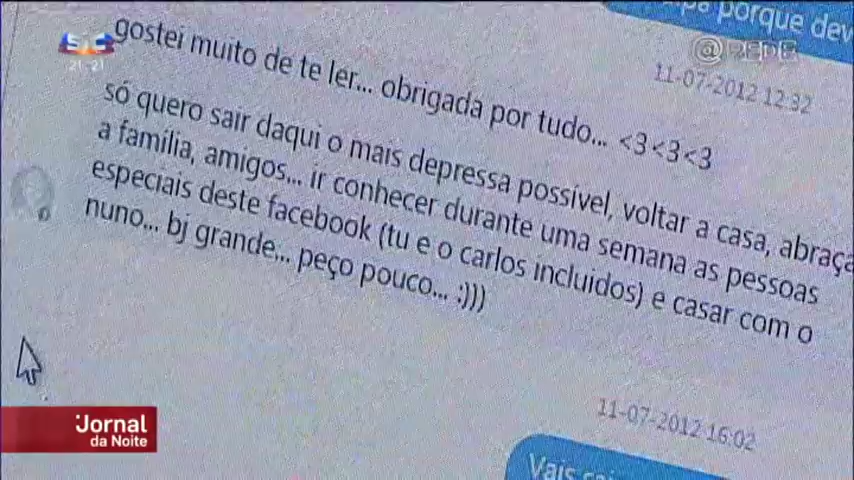 porque dev
SIC
21:21
@REDE
gostei muito de te ler... obrigada por tudo... <3<3<3
11-07-2012 12:32
só quero sair daqui o mais depressa possível, voltar a casa, abraça
a família, amigos... ir conhecer durante uma semana as pessoas
especiais deste facebook (tu e o carlos incluidos) e casar com o
nuno... bj grande... peço pouco... :)))
11-07-2012 16:02
Vais
Jornal
da Noite